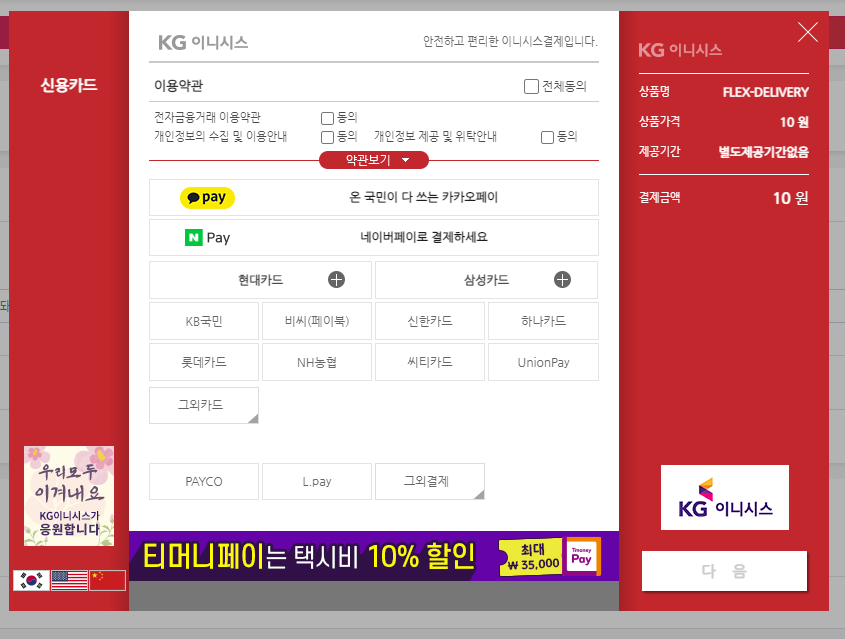 신용카드
KG 이니시스
안전하고 편리한 이니시스결제입니다.
이용약관
전체동의
전자금융거래 이용약관
동의
개인정보의 수집 및 이용안내
동의
개인정보 제공 및 위탁안내
동의
약관보기
pay
온 국민이 다 쓰는 카카오페이
N Pay
네이버페이로 결제하세요
현대카드
삼성카드
KB국민
비씨(페이북)
신한카드
하나카드
롯데카드
NH농협
씨티카드
UnionPay
그외카드
PAYCO
L.pay
그외결제
티머니페이는 택시비 10% 할인
최대
₩ 35,000
Tmoney
Pay
우리모두
이겨내요
KG이니시스가
응원합니다
KG 이니시스
상품명
FLEX-DELIVERY
상품가격
10 원
제공기간
별도제공기간없음
결제금액
10 원
KG 이니시스
다 음